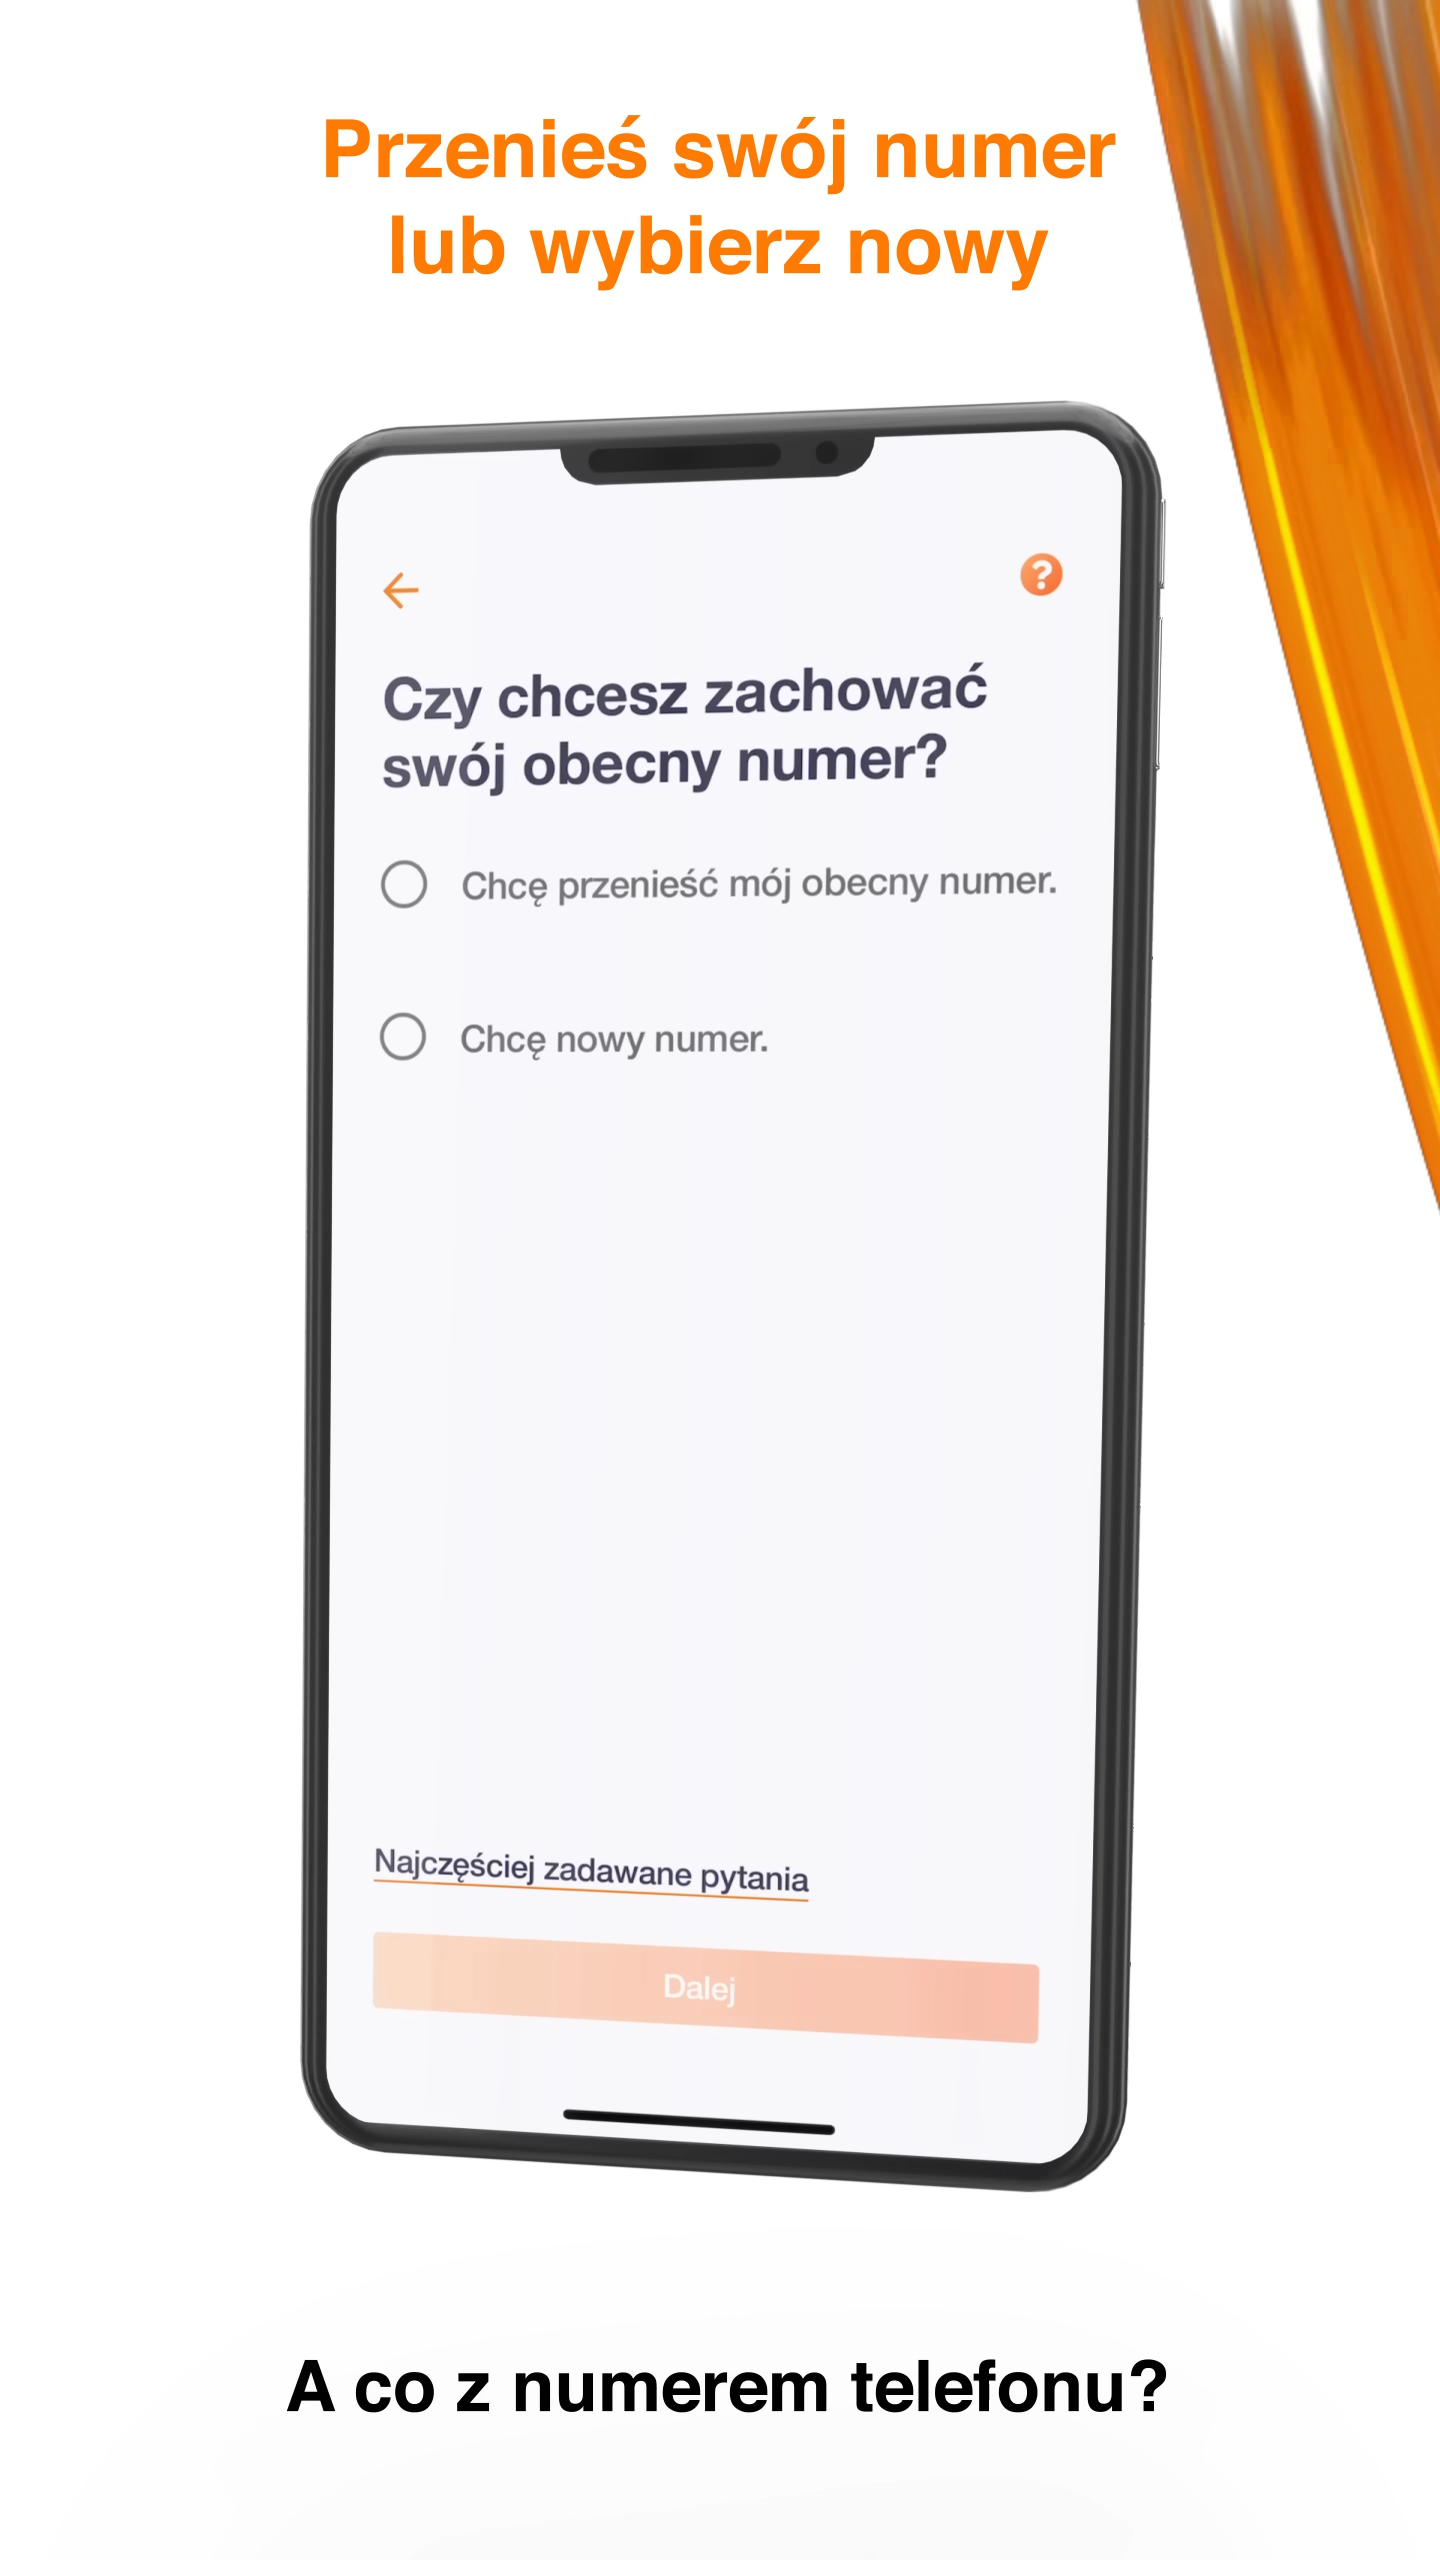 Przenieś swój numer
lub wybierz nowy
?
Czy chcesz zachować
swój obecny numer?
Chcę przenieść mój obecny numer.
Chcę nowy numer.
Najczęściej zadawane pytania
Dalej
A co z numerem telefonu?